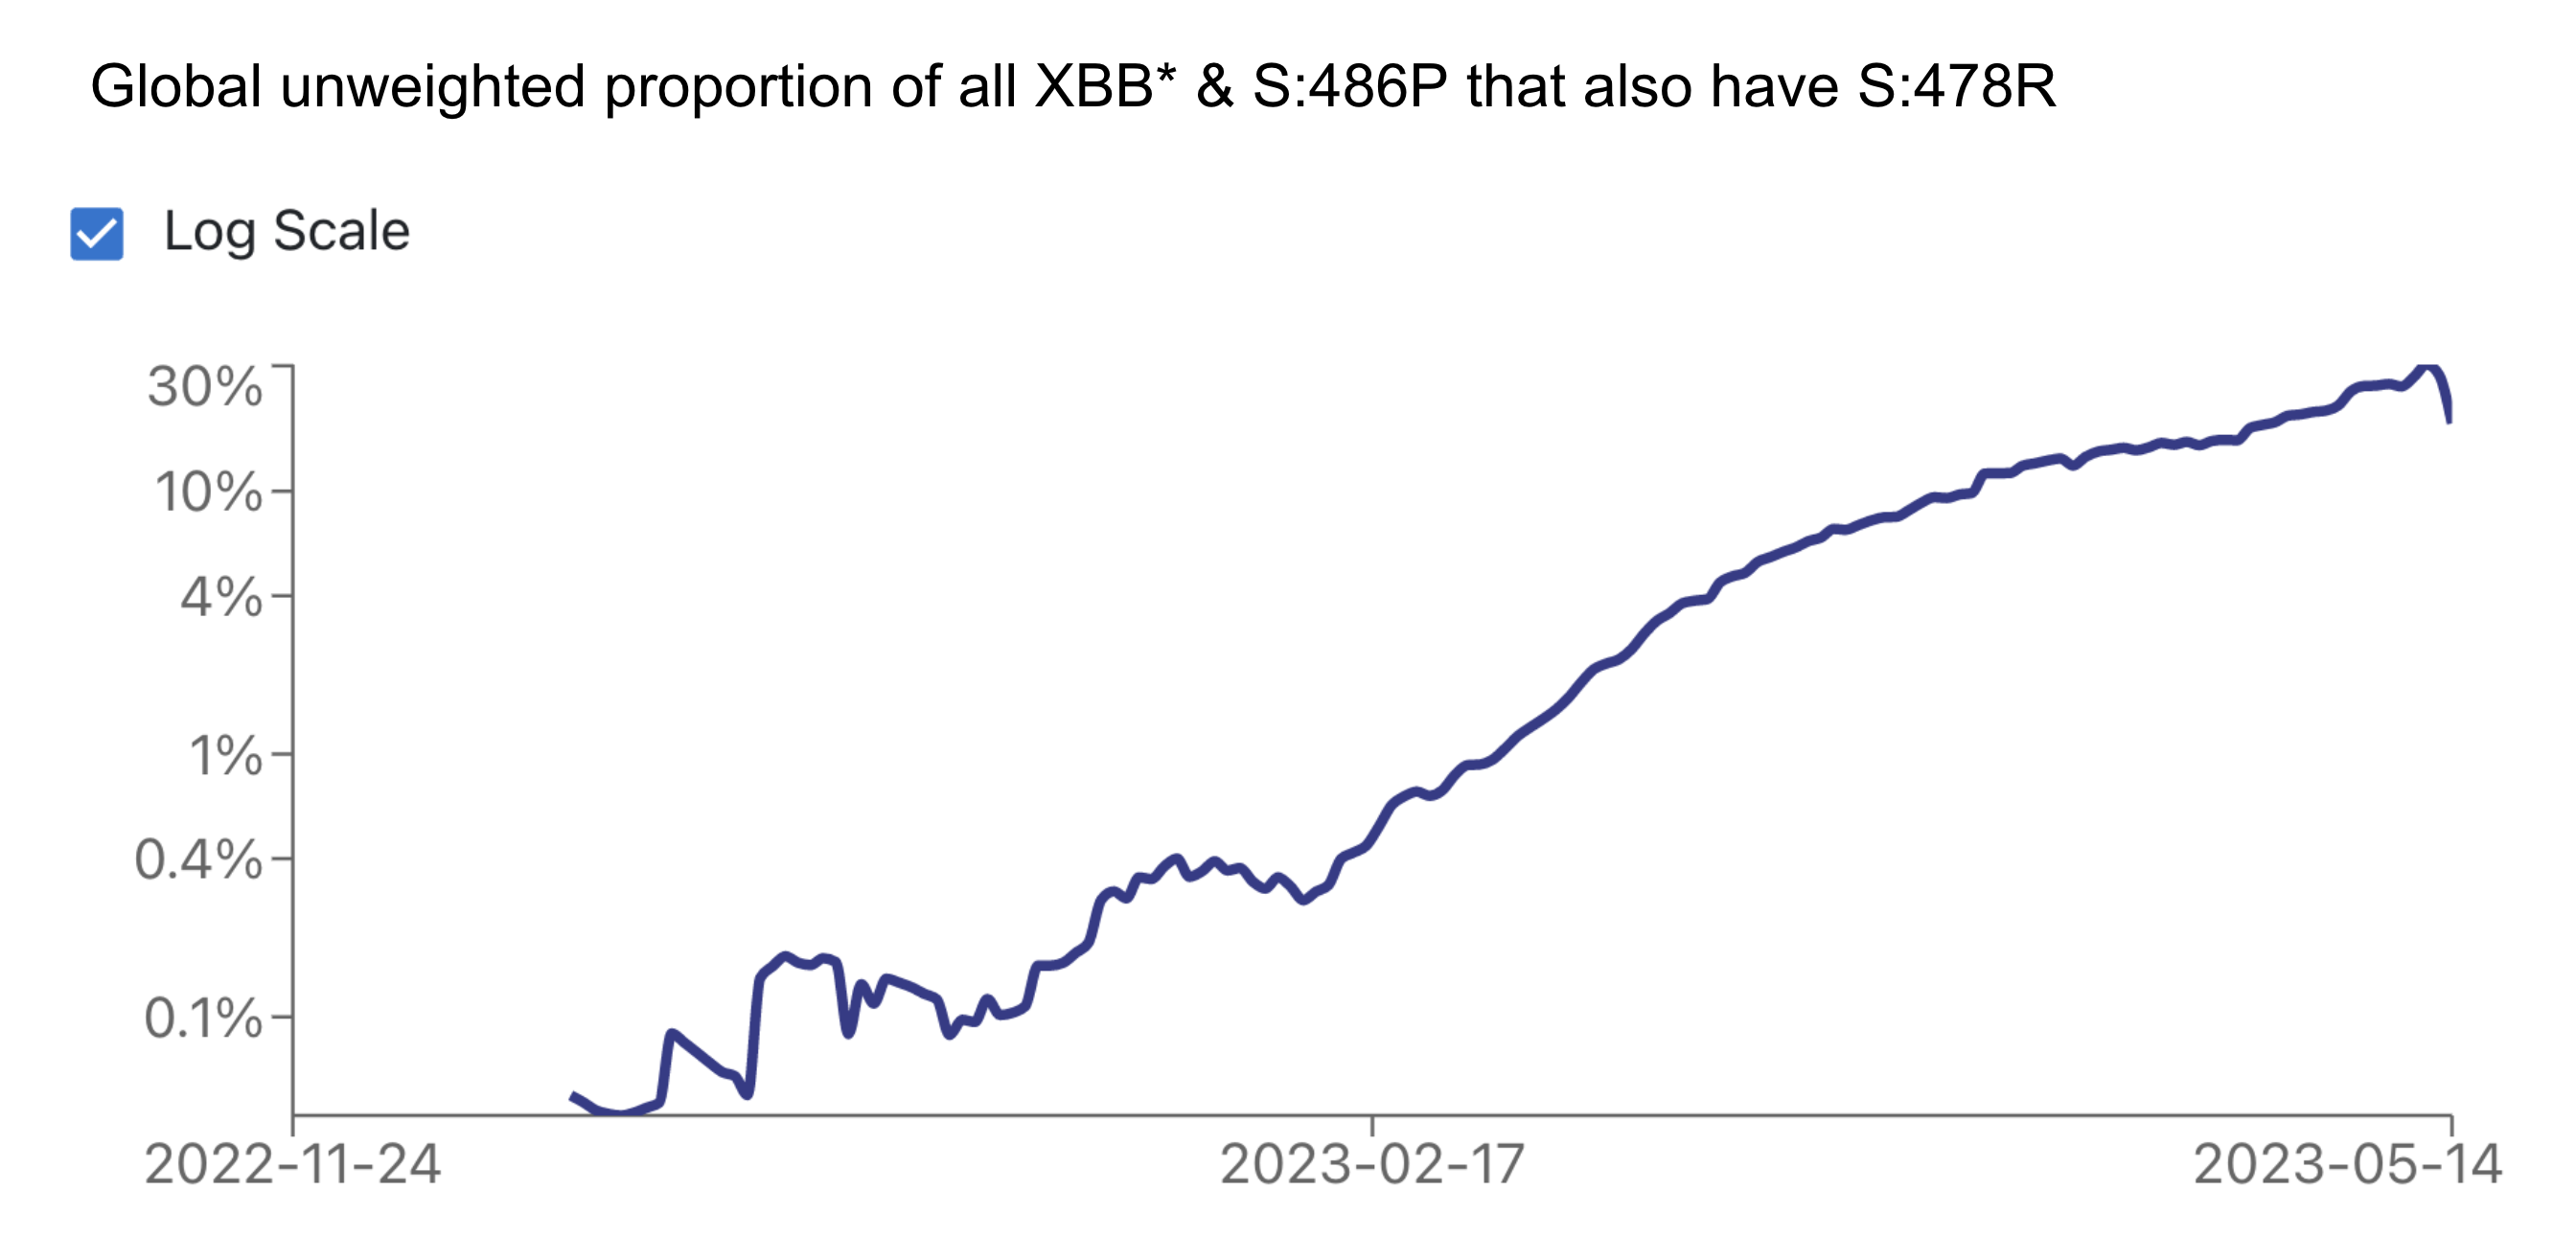 Global unweighted proportion of all XBB* & S:486P that also have S:478R
Log Scale
30%
10%
4%
1%
0.4%
0.1%
2022-11-24 2023-02-17 2023-05-14